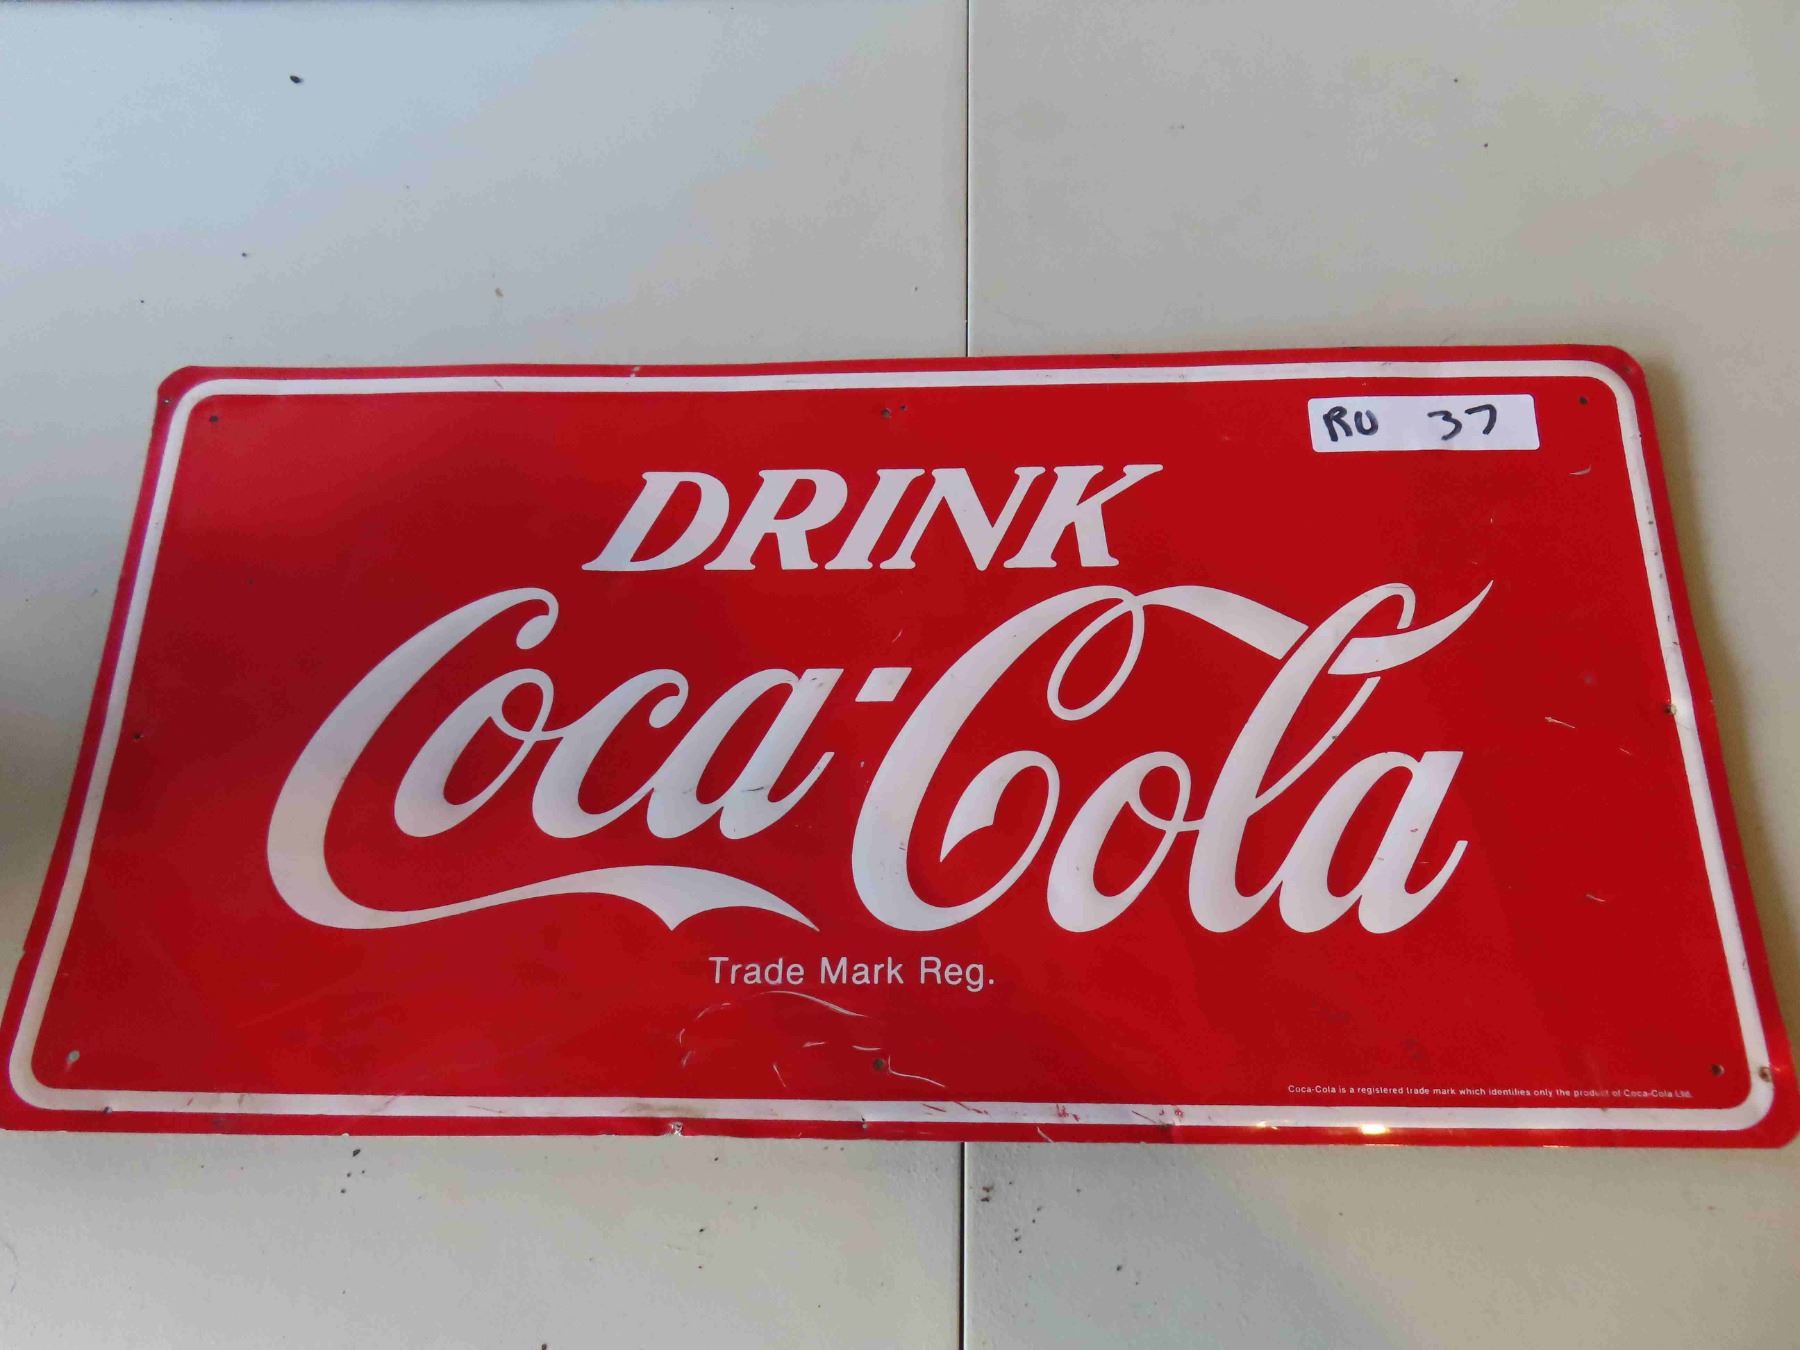 RU 37
DRINK
Coca-Cola
Trade Mark Reg.
Coca-Cola is a registered trade mark which identifies only the product of Coca-Cola Ltd.